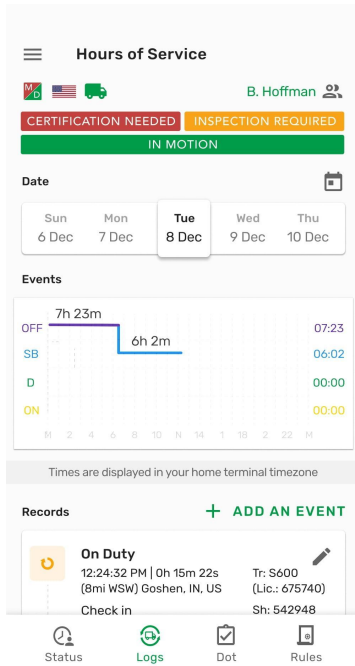 Hours of Service
M D
B. Hoffman
CERTIFICATION NEEDED INSPECTION REQUIRED
IN MOTION
Date
Sun Mon Tue Wed Thu
6 Dec 7 Dec 8 Dec 9 Dec 10 Dec
Events
7h 23m
OFF 07:23
6h 2m
SB 06:02
D 00:00
ON 00:00
M 2 4 6 8 10 N 14 1 18 2 22 M
Times are displayed in your home terminal timezone
Records + ADD AN EVENT
On Duty
12:24:32 PM | 0h 15m 22s Tr: S600
(8mi WSW) Goshen, IN, US (Lic.: 675740)
Check in Sh: 542948
Status Logs Dot Rules